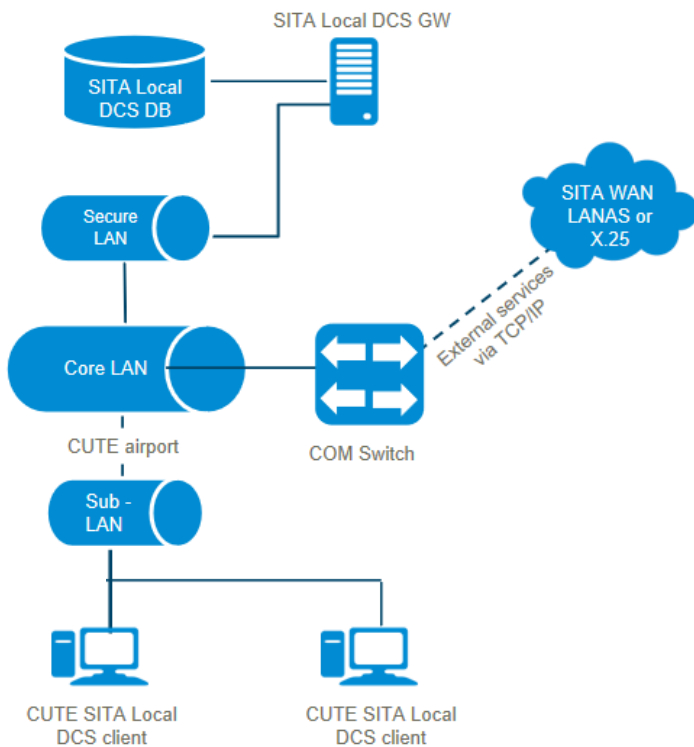 SITA Local DCS GW
SITA Local
DCS DB
Secure
LAN
SITA WAN
LANAS or
X.25
External services
via TCP/IP
Core LAN
CUTE airport
COM Switch
Sub -
LAN
CUTE SITA Local
DCS client
CUTE SITA Local
DCS client